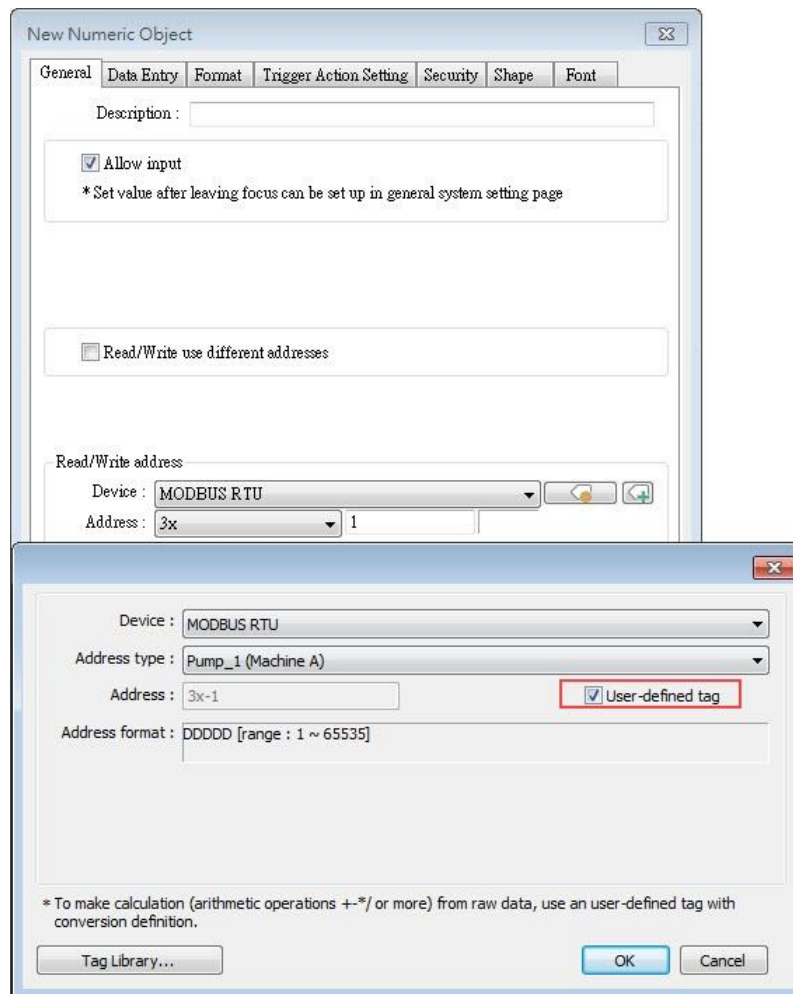 New Numeric Object
General Data Entry Format Trigger Action Setting Security Shape Font
Description :
Allow input
* Set value after leaving focus can be set up in general system setting page
Read/Write use different addresses
Read/Write address
Device : MODBUS RTU
Address : 3x 1
Device : MODBUS RTU
Address type : Pump_1 (Machine A)
Address : 3x-1 User-defined tag
Address format : DDDDD [range : 1 ~ 65535]
* To make calculation (arithmetic operations +-*/ or more) from raw data, use an user-defined tag with
conversion definition.
Tag Library... OK Cancel